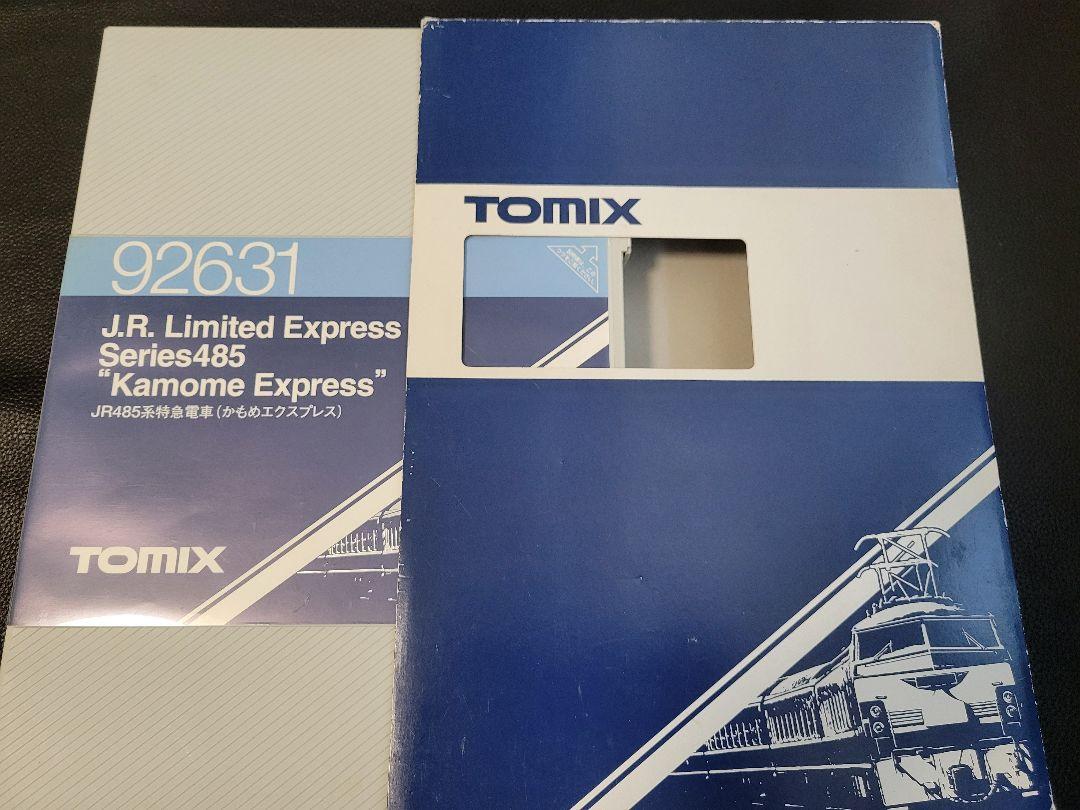 92631
J.R. Limited Express
Series485
“Kamome Express”
JR485系特急電車(かもめエクスプレス)
TOMIX
TOMIX